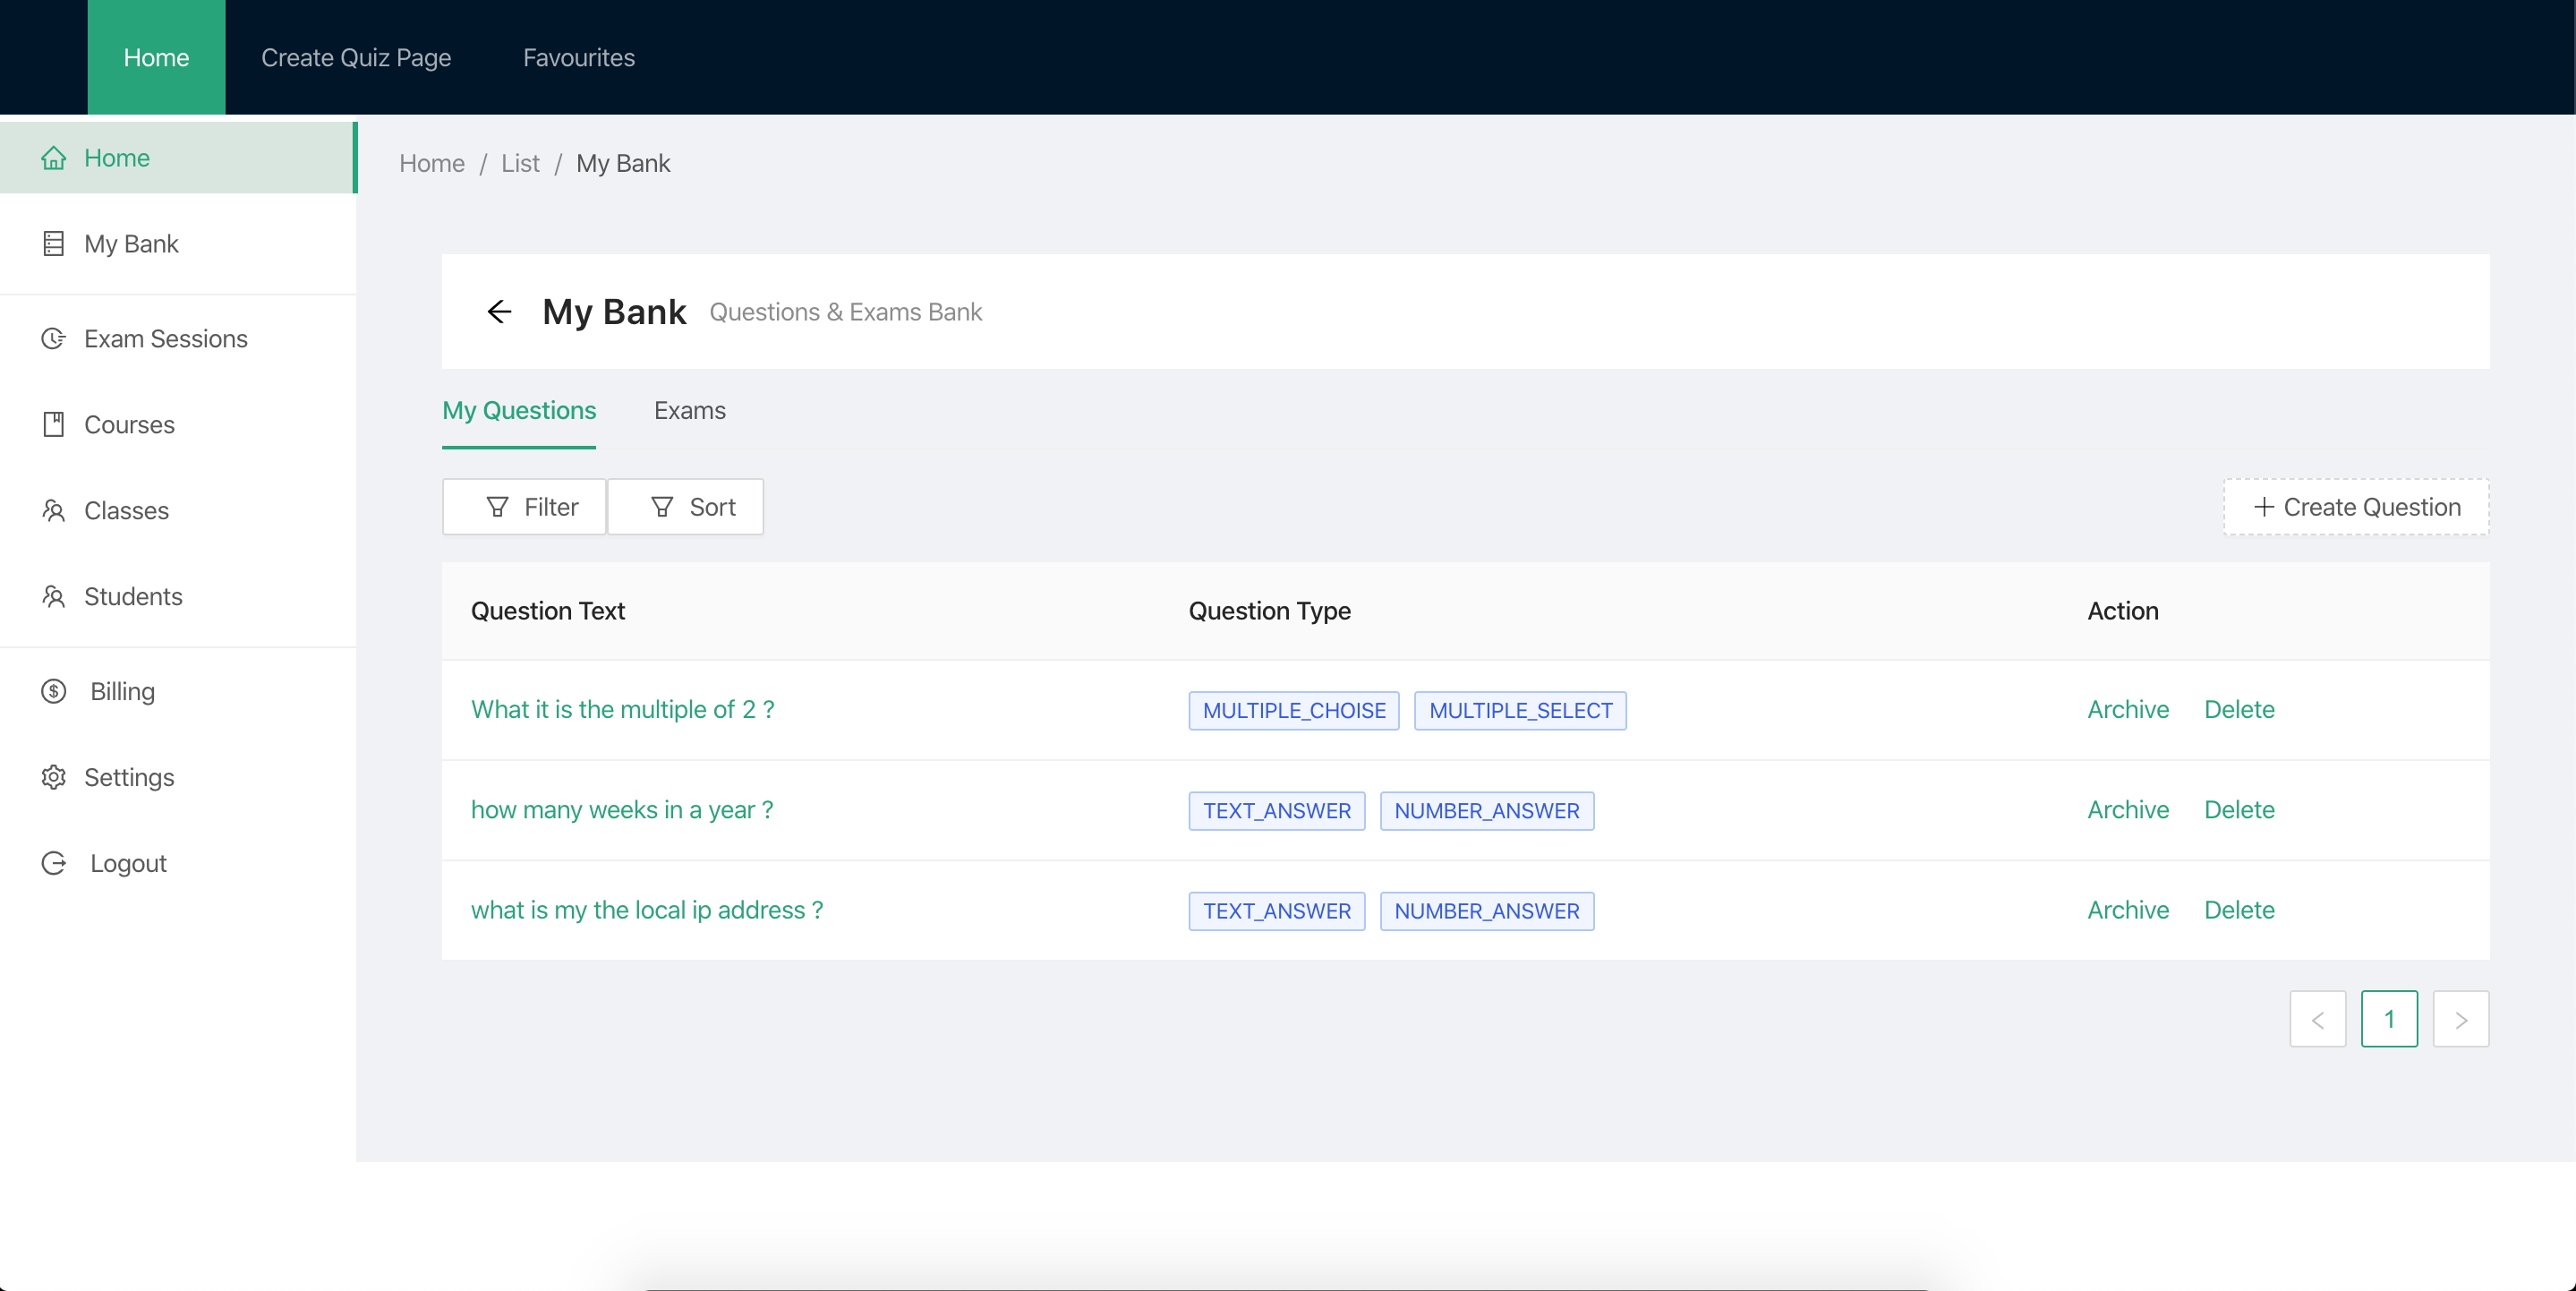 Home Create Quiz Page Favourites
Home
My Bank
Exam Sessions
Courses
Classes
Students
Billing
Settings
Logout
Home / List / My Bank
My Bank Questions & Exams Bank
My Questions Exams
Filter Sort + Create Question
Question Text Question Type Action
What it is the multiple of 2 ? MULTIPLE_CHOISE MULTIPLE_SELECT Archive Delete
how many weeks in a year ? TEXT_ANSWER NUMBER_ANSWER Archive Delete
what is my the local ip address ? TEXT_ANSWER NUMBER_ANSWER Archive Delete
< 1 >